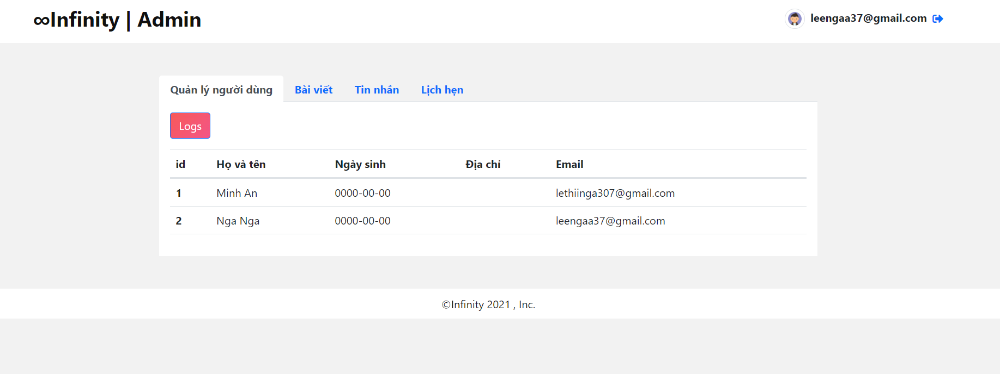 ∞Infinity | Admin
leengaa37@gmail.com
Quản lý người dùng Bài viết Tin nhắn Lịch hẹn
Logs
id Họ và tên Ngày sinh Địa chỉ Email
1 Minh An 0000-00-00 lethiinga307@gmail.com
2 Nga Nga 0000-00-00 leengaa37@gmail.com
©Infinity 2021 , Inc.